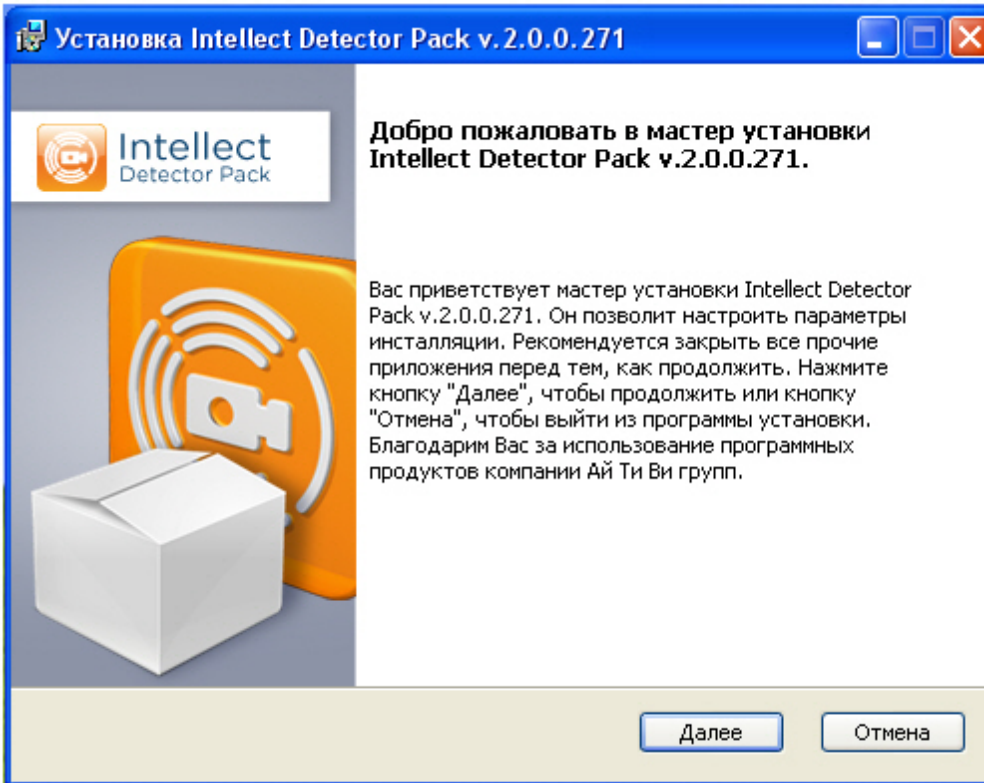 Установка Intellect Detector Pack v.2.0.0.271
Intellect
Detector Pack
Добро пожаловать в мастер установки
Intellect Detector Pack v.2.0.0.271.
Вас приветствует мастер установки Intellect Detector
Pack v.2.0.0.271. Он позволит настроить параметры
инсталляции. Рекомендуется закрыть все прочие
приложения перед тем, как продолжить. Нажмите
кнопку "Далее", чтобы продолжить или кнопку
"Отмена", чтобы выйти из программы установки.
Благодарим Вас за использование программных
продуктов компании Ай Ти Ви групп.
Далее
Отмена